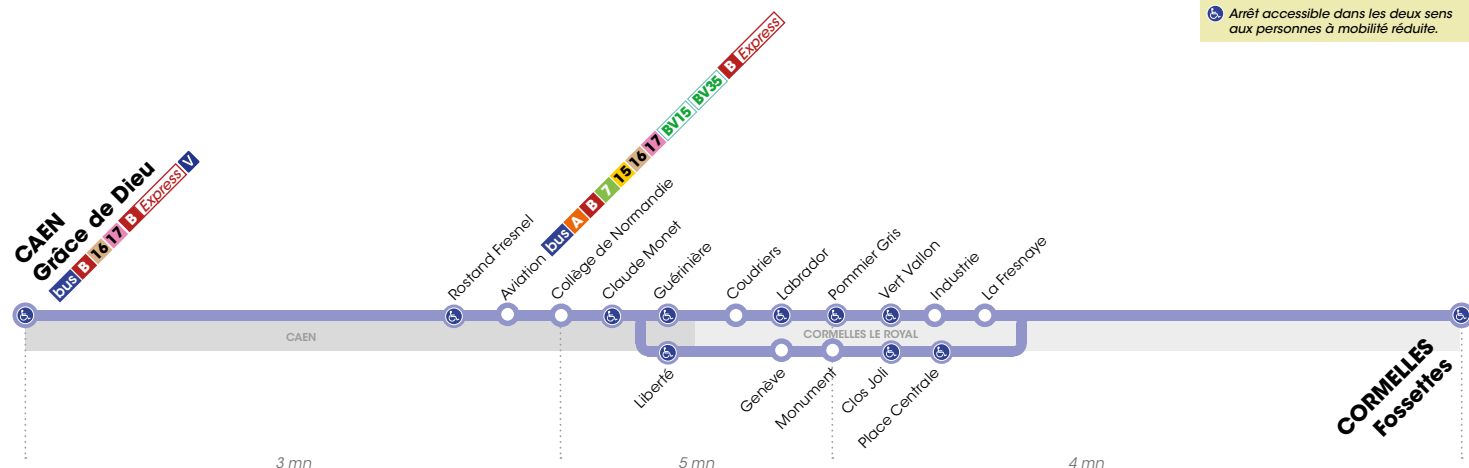 Arrêt accessible dans les deux sens
aux personnes à mobilité réduite.
CAEN
Grâce de Dieu
bus B 16 17 B Express V
Rostand Fresnel
Aviation bus A B 7 15 16 17 BV15 BV35 B Express
Collège de Normandie
Claude Monet
Guérinière
Coudriers
Labrador
Pommier Gris
Vert Vallon
Industrie
La Fresnaye
CAEN
CORMELLES LE ROYAL
Liberté
Genève
Monument
Clos Joli
Place Centrale
CORMELLES
Fossettes
3 mn
5 mn
4 mn